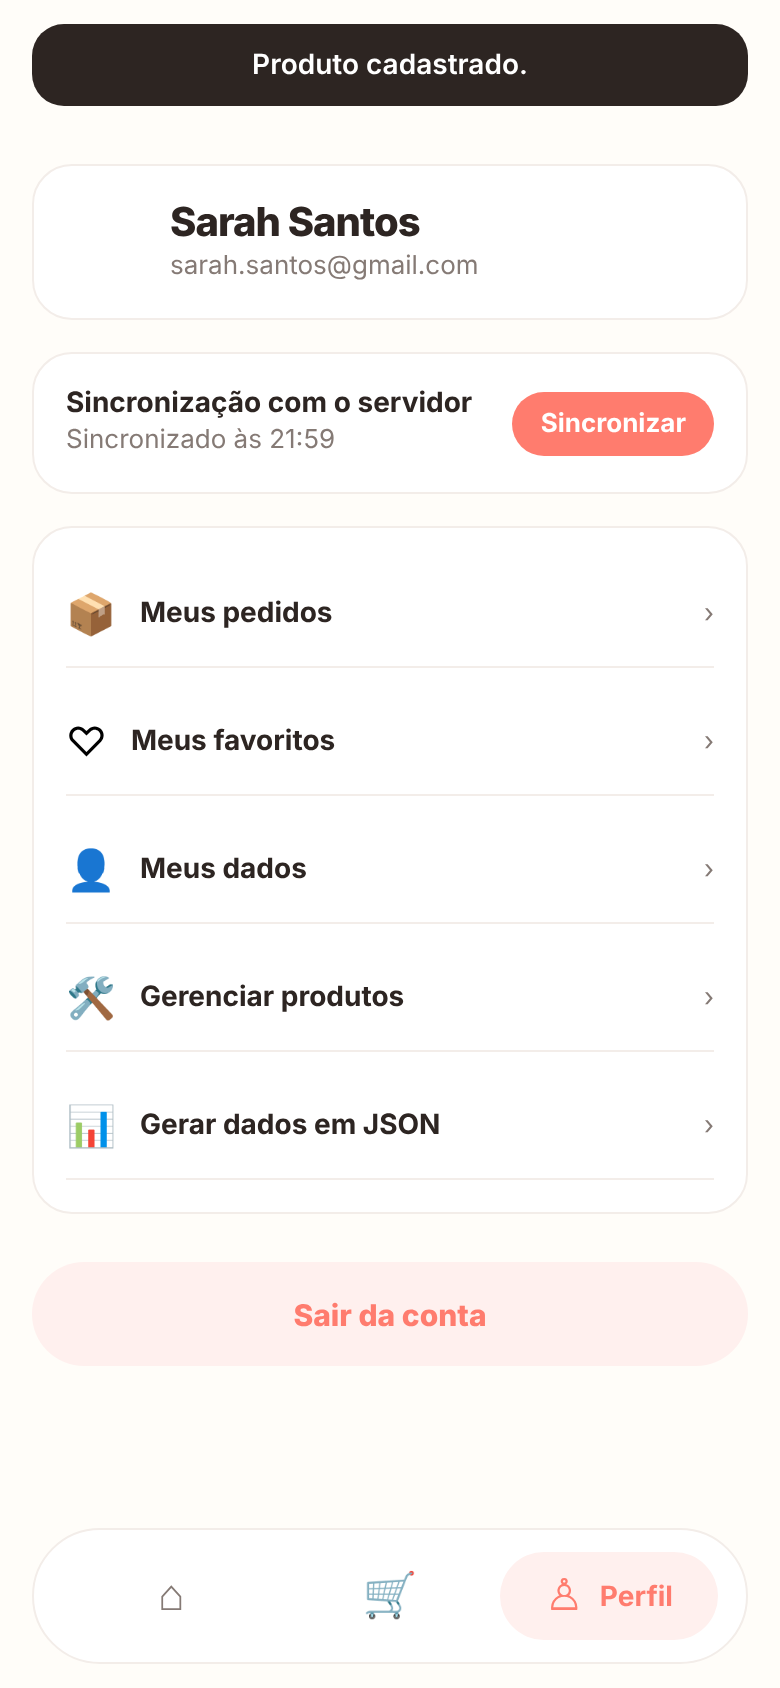 Produto cadastrado.
Sarah Santos
sarah.santos@gmail.com
Sincronização com o servidor
Sincronizado às 21:59
Sincronizar
Meus pedidos
Meus favoritos
Meus dados
Gerenciar produtos
Gerar dados em JSON
Sair da conta
Perfil